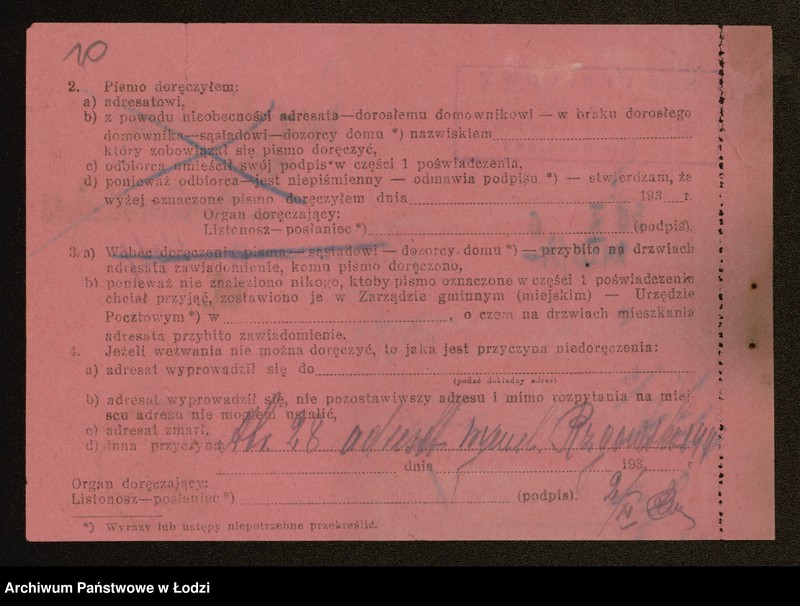 10
2. Pismo doręczyłem:
a) adresatowi,
b) z powodu nieobecności adresata—dorosłemu domownikowi — w braku dorosłego
domownika—sąsiadowi—dozorcy domu *) nazwiskiem
który zobowiązał się pismo doręczyć,
c) odbiorca umieścił swój podpis w części 1 poświadczenia,
d) ponieważ odbiorca—jest niepiśmienny — odmawia podpisu *) — stwierdzam, że
wyżej oznaczone pismo doręczyłem dnia 193 r.
Organ doręczający:
Listonosz—posłaniec *) (podpis).
3. a) Wobec doręczenia pisma — sąsiadowi — dozorcy domu *) — przybito na drzwiach
adresata zawiadomienie, komu pismo doręczono,
b) ponieważ nie znaleziono nikogo, ktoby pismo oznaczone w części 1 poświadczenia
chciał przyjąć, zostawiono je w Zarządzie gminnym (miejskim) — Urzędzie
Pocztowym *) w , o czem na drzwiach mieszkania
adresata przybito zawiadomienie.
4. Jeżeli wezwania nie można doręczyć, to jaka jest przyczyna niedoręczenia:
a) adresat wyprowadził się do
(podać dokładny adres)
b) adresat wyprowadził się, nie pozostawiwszy adresu i mimo rozpytania na miej-
scu adresu nie mogłem ustalić,
c) adresat zmarł,
d) inna przyczyna 28 adresat
dnia 193 r
Organ doręczający:
Listonosz—posłaniec *) (podpis).
*) Wyrazy lub ustępy niepotrzebne przekreślić.
Archiwum Państwowe w Łodzi